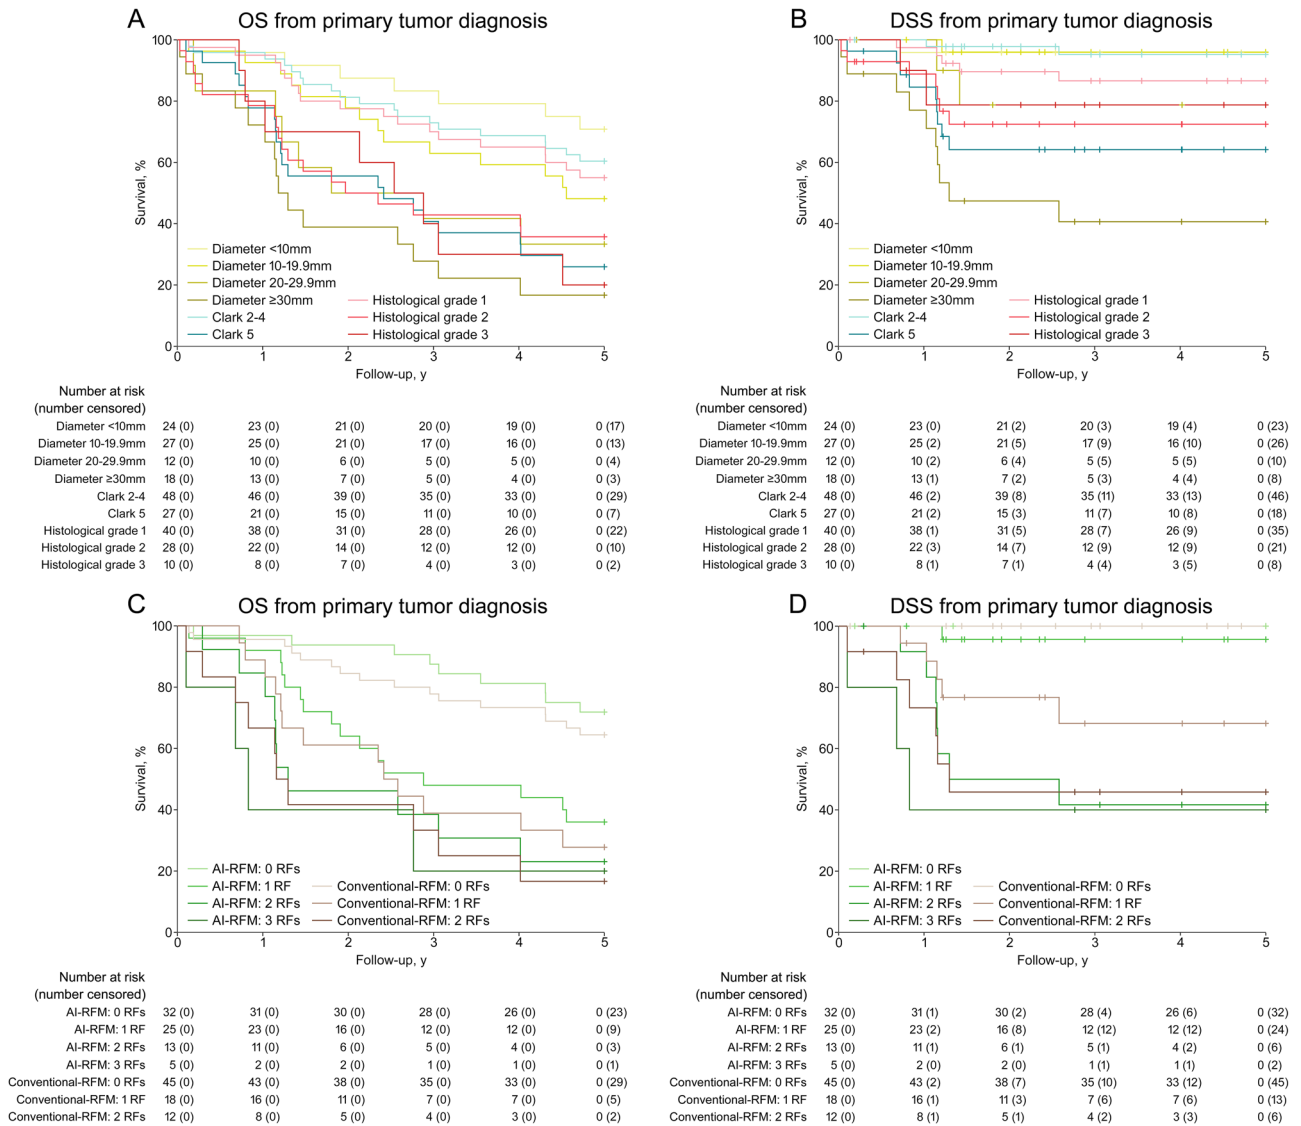 A
OS from primary tumor diagnosis
100
80
60
40
20
0
Survival, %
Diameter <10mm
Diameter 10-19.9mm
Diameter 20-29.9mm
Diameter ≥30mm
Clark 2-4
Clark 5
Histological grade 1
Histological grade 2
Histological grade 3
0 1 2 3 4 5
Follow-up, y
Number at risk
(number censored)
Diameter <10mm 24 (0) 23 (0) 21 (0) 20 (0) 19 (0) 0 (17)
Diameter 10-19.9mm 27 (0) 25 (0) 21 (0) 17 (0) 16 (0) 0 (13)
Diameter 20-29.9mm 12 (0) 10 (0) 6 (0) 5 (0) 5 (0) 0 (4)
Diameter ≥30mm 18 (0) 13 (0) 7 (0) 5 (0) 4 (0) 0 (3)
Clark 2-4 48 (0) 46 (0) 39 (0) 35 (0) 33 (0) 0 (29)
Clark 5 27 (0) 21 (0) 15 (0) 11 (0) 10 (0) 0 (7)
Histological grade 1 40 (0) 38 (0) 31 (0) 28 (0) 26 (0) 0 (22)
Histological grade 2 28 (0) 22 (0) 14 (0) 12 (0) 12 (0) 0 (10)
Histological grade 3 10 (0) 8 (0) 7 (0) 4 (0) 3 (0) 0 (2)
B
DSS from primary tumor diagnosis
100
80
60
40
20
0
Survival, %
Diameter <10mm
Diameter 10-19.9mm
Diameter 20-29.9mm
Diameter ≥30mm
Clark 2-4
Clark 5
Histological grade 1
Histological grade 2
Histological grade 3
0 1 2 3 4 5
Follow-up, y
Number at risk
(number censored)
Diameter <10mm 24 (0) 23 (0) 21 (2) 20 (3) 19 (4) 0 (23)
Diameter 10-19.9mm 27 (0) 25 (2) 21 (5) 17 (9) 16 (10) 0 (26)
Diameter 20-29.9mm 12 (0) 10 (2) 6 (4) 5 (5) 5 (5) 0 (10)
Diameter ≥30mm 18 (0) 13 (1) 7 (2) 5 (3) 4 (4) 0 (8)
Clark 2-4 48 (0) 46 (2) 39 (8) 35 (11) 33 (13) 0 (46)
Clark 5 27 (0) 21 (2) 15 (3) 11 (7) 10 (8) 0 (18)
Histological grade 1 40 (0) 38 (1) 31 (5) 28 (7) 26 (9) 0 (35)
Histological grade 2 28 (0) 22 (3) 14 (7) 12 (9) 12 (9) 0 (21)
Histological grade 3 10 (0) 8 (1) 7 (1) 4 (4) 3 (5) 0 (8)
C
OS from primary tumor diagnosis
100
80
60
40
20
0
Survival, %
AI-RFM: 0 RFs
AI-RFM: 1 RF
AI-RFM: 2 RFs
AI-RFM: 3 RFs
Conventional-RFM: 0 RFs
Conventional-RFM: 1 RF
Conventional-RFM: 2 RFs
0 1 2 3 4 5
Follow-up, y
Number at risk
(number censored)
AI-RFM: 0 RFs 32 (0) 31 (0) 30 (0) 28 (0) 26 (0) 0 (23)
AI-RFM: 1 RF 25 (0) 23 (0) 16 (0) 12 (0) 12 (0) 0 (9)
AI-RFM: 2 RFs 13 (0) 11 (0) 6 (0) 5 (0) 4 (0) 0 (3)
AI-RFM: 3 RFs 5 (0) 2 (0) 2 (0) 1 (0) 1 (0) 0 (1)
Conventional-RFM: 0 RFs 45 (0) 43 (0) 38 (0) 35 (0) 33 (0) 0 (29)
Conventional-RFM: 1 RF 18 (0) 16 (0) 11 (0) 7 (0) 7 (0) 0 (5)
Conventional-RFM: 2 RFs 12 (0) 8 (0) 5 (0) 4 (0) 3 (0) 0 (2)
D
DSS from primary tumor diagnosis
100
80
60
40
20
0
Survival, %
AI-RFM: 0 RFs
AI-RFM: 1 RF
AI-RFM: 2 RFs
AI-RFM: 3 RFs
Conventional-RFM: 0 RFs
Conventional-RFM: 1 RF
Conventional-RFM: 2 RFs
0 1 2 3 4 5
Follow-up, y
Number at risk
(number censored)
AI-RFM: 0 RFs 32 (0) 31 (1) 30 (2) 28 (4) 26 (6) 0 (32)
AI-RFM: 1 RF 25 (0) 23 (2) 16 (8) 12 (12) 12 (12) 0 (24)
AI-RFM: 2 RFs 13 (0) 11 (1) 6 (1) 5 (1) 4 (2) 0 (6)
AI-RFM: 3 RFs 5 (0) 2 (0) 2 (0) 1 (1) 1 (1) 0 (2)
Conventional-RFM: 0 RFs 45 (0) 43 (2) 38 (7) 35 (10) 33 (12) 0 (45)
Conventional-RFM: 1 RF 18 (0) 16 (1) 11 (3) 7 (6) 7 (6) 0 (13)
Conventional-RFM: 2 RFs 12 (0) 8 (1) 5 (1) 4 (2) 3 (3) 0 (6)